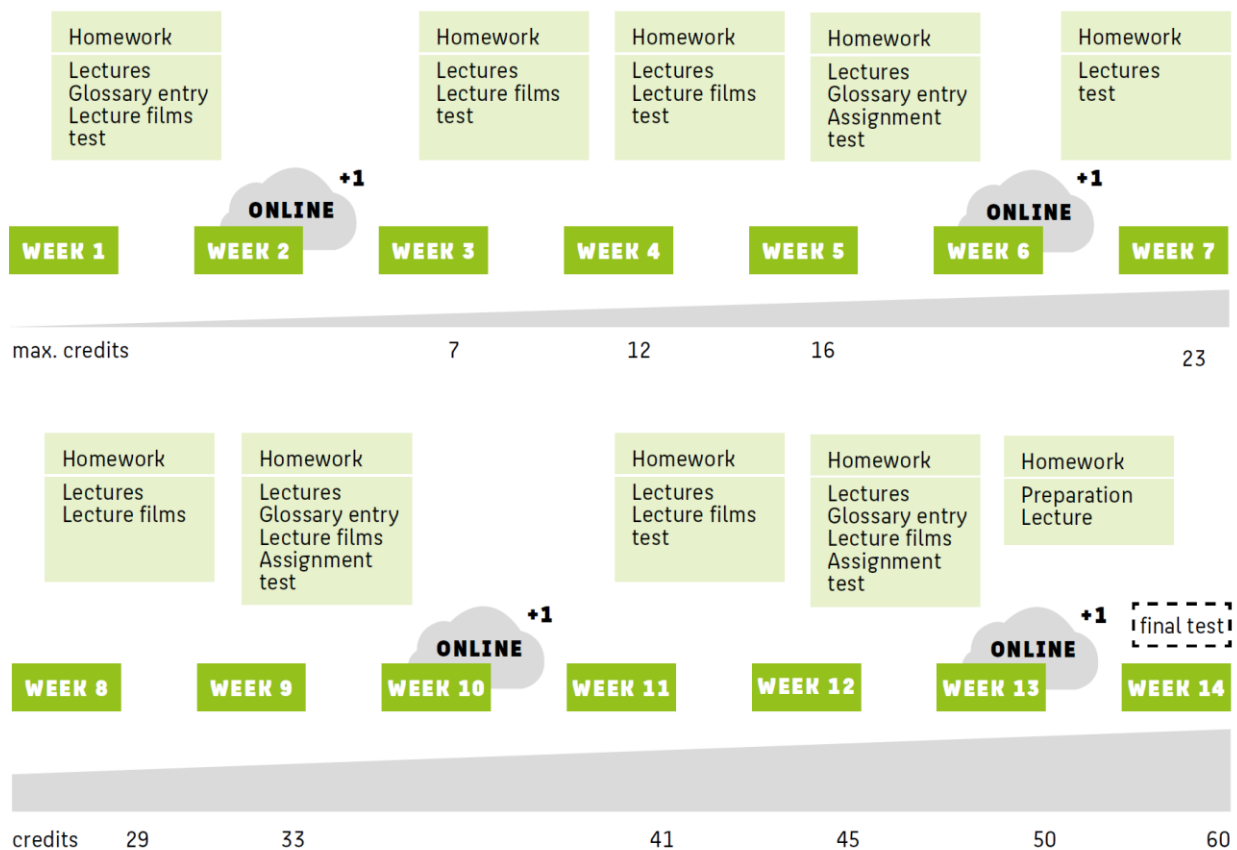 Homework
Lectures
Glossary entry
Lecture films
test
Homework
Lectures
Lecture films
test
Homework
Lectures
Lecture films
test
Homework
Lectures
Glossary entry
Assignment
test
Homework
Lectures
test
+1
ONLINE
+1
ONLINE
WEEK 1
WEEK 2
WEEK 3
WEEK 4
WEEK 5
WEEK 6
WEEK 7
max. credits
7
12
16
23
Homework
Lectures
Lecture films
Homework
Lectures
Glossary entry
Lecture films
Assignment
test
Homework
Lectures
Lecture films
test
Homework
Lectures
Glossary entry
Lecture films
Assignment
test
Homework
Preparation
Lecture
+1
ONLINE
+1
ONLINE
final test
WEEK 8
WEEK 9
WEEK 10
WEEK 11
WEEK 12
WEEK 13
WEEK 14
credits
29
33
41
45
50
60